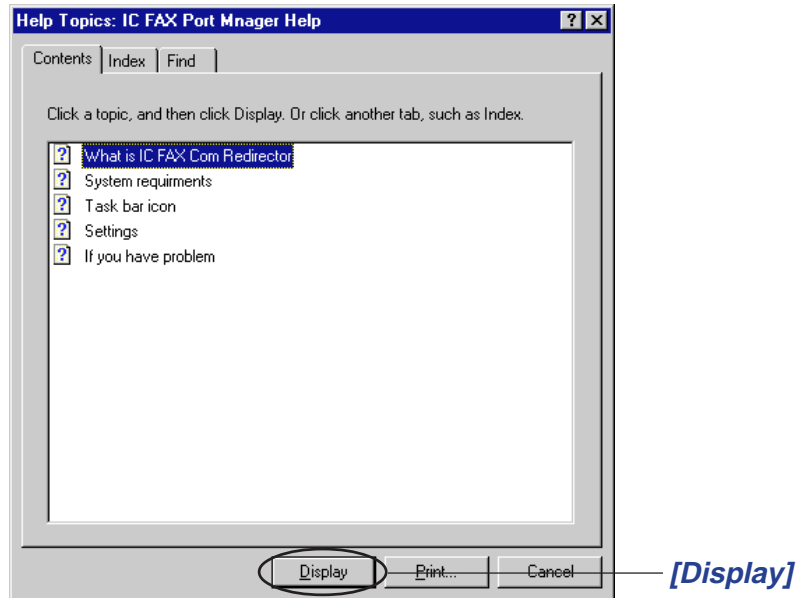 Help Topics: IC FAX Port Mnager Help
Contents Index Find
Click a topic, and then click Display. Or click another tab, such as Index.
What is IC FAX Com Redirector
System requirments
Task bar icon
Settings
If you have problem
Display Print... Cancel [Display]